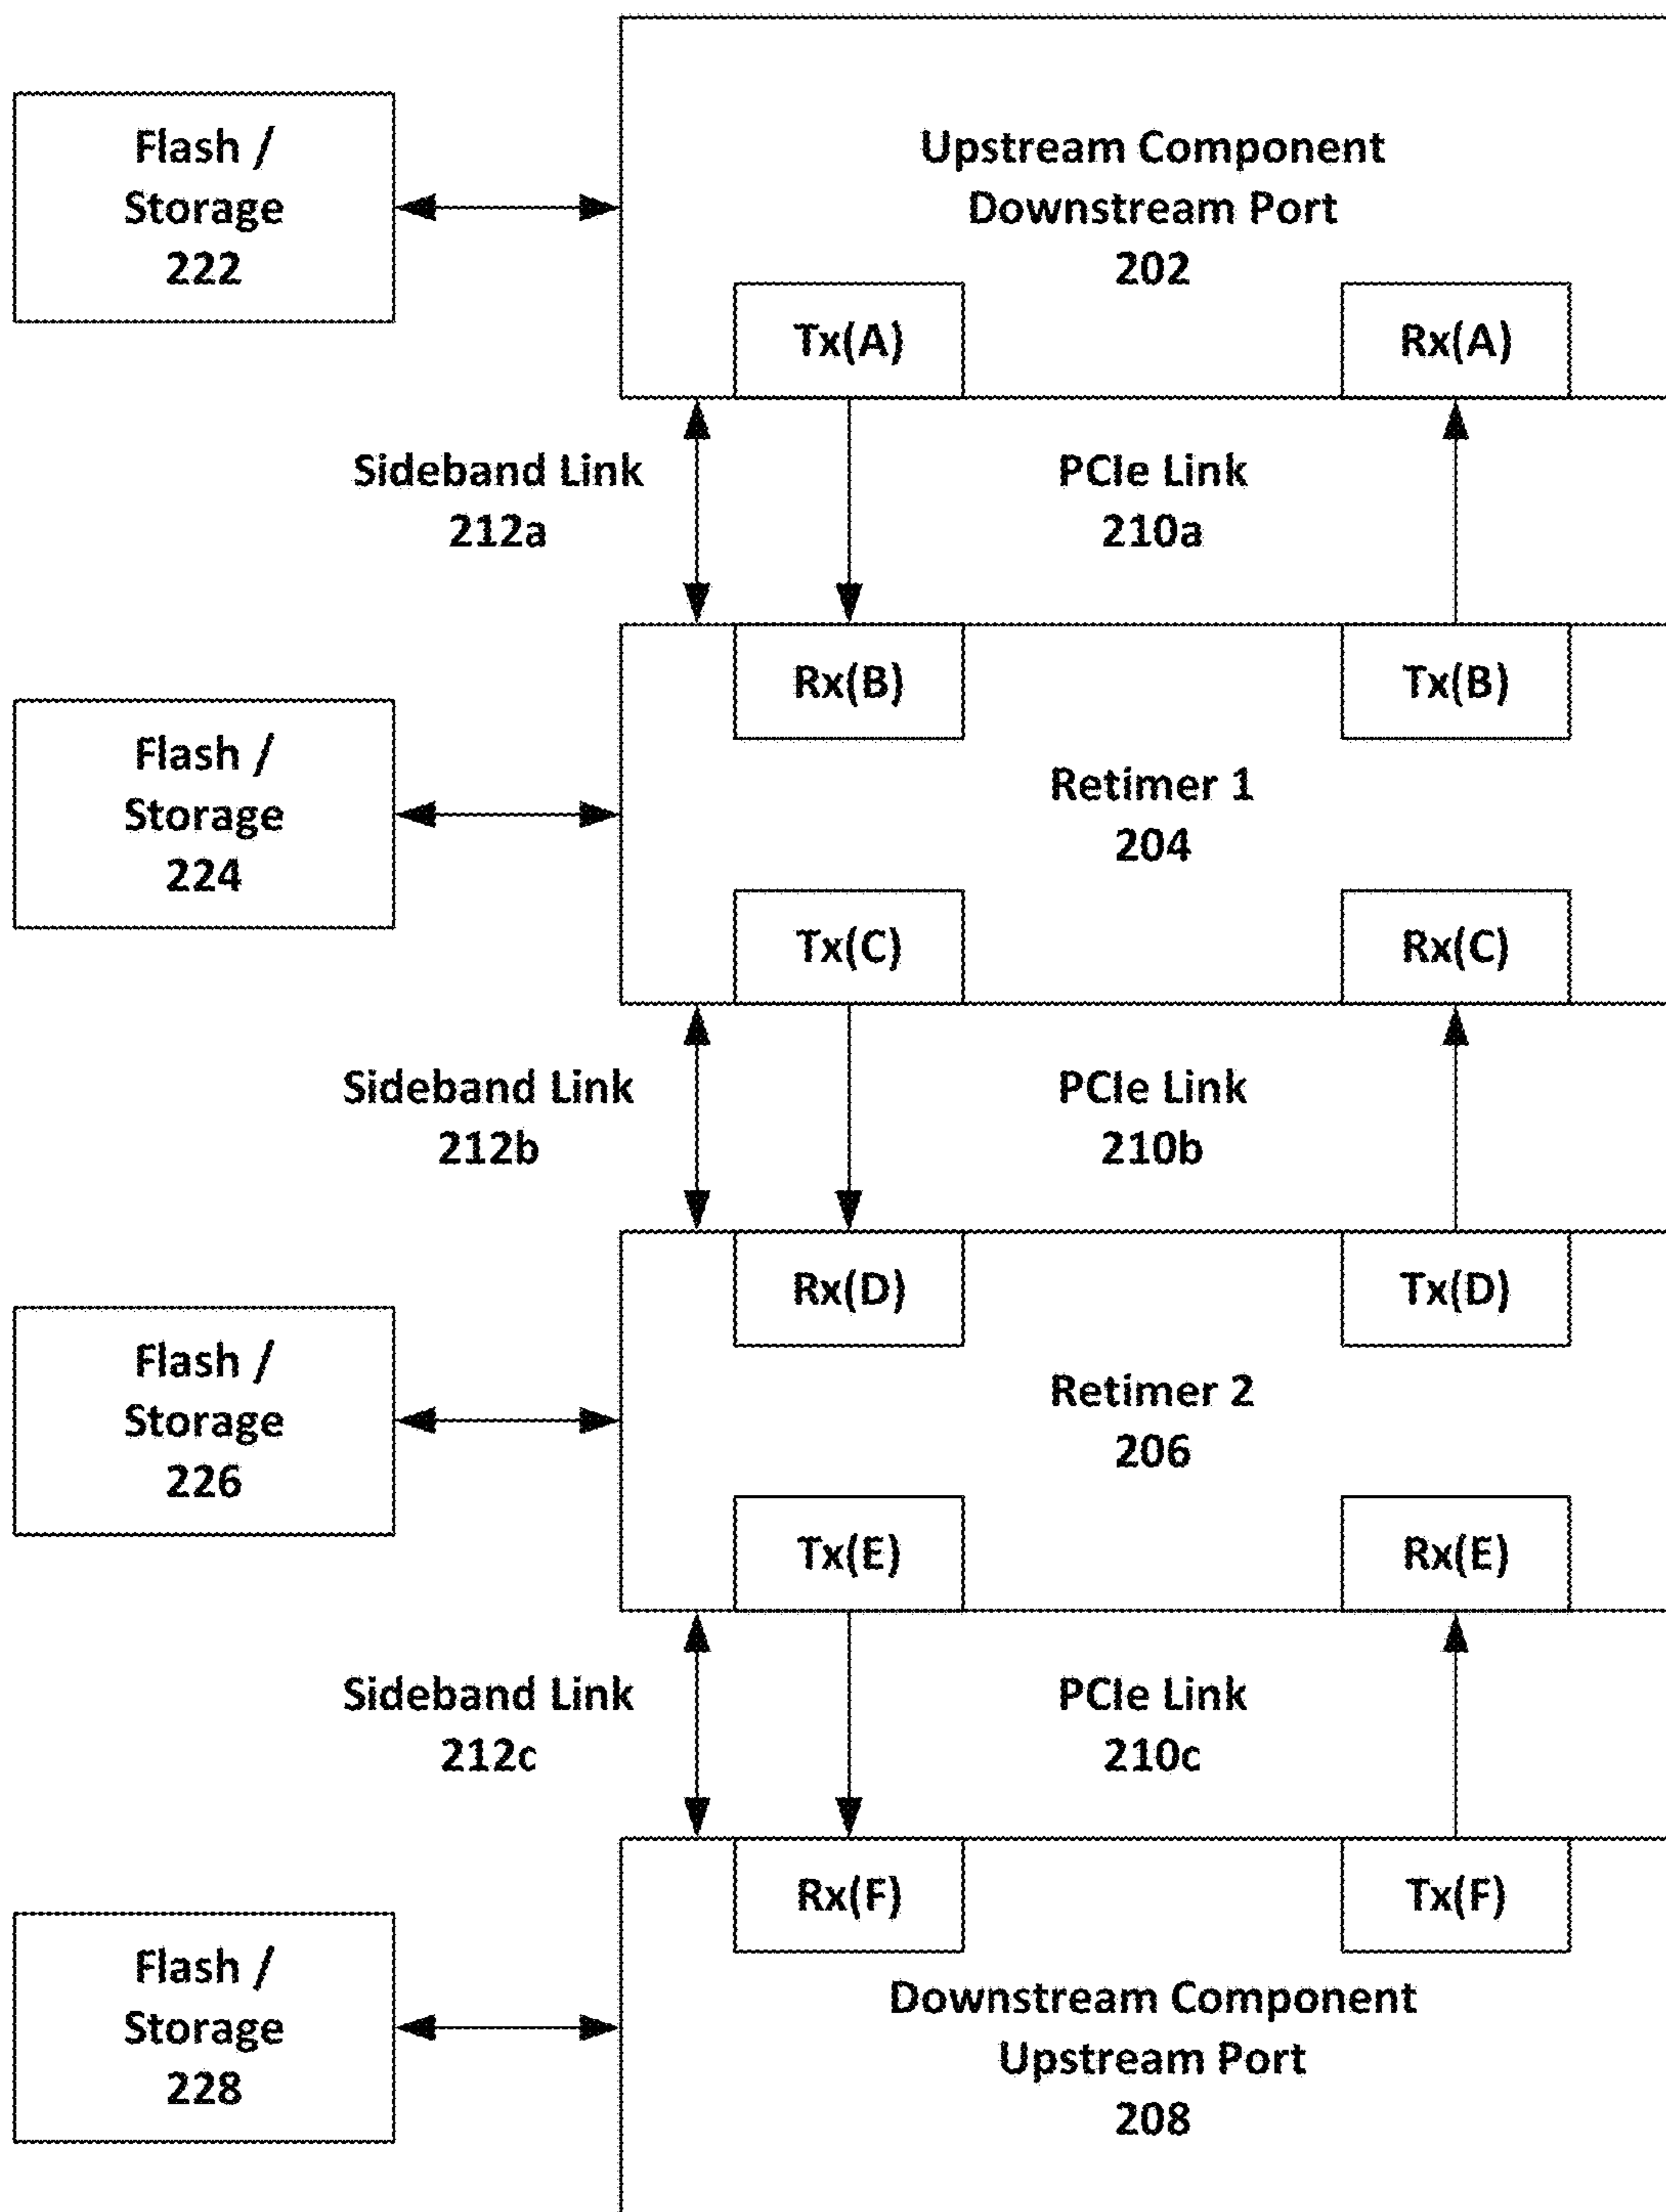 Flash /
Storage
222
Upstream Component
Downstream Port
202
Tx(A)
Rx(A)
Sideband Link
212a
PCIe Link
210a
Rx(B)
Tx(B)
Flash /
Storage
224
Retimer 1
204
Tx(C)
Rx(C)
Sideband Link
212b
PCIe Link
210b
Rx(D)
Tx(D)
Flash /
Storage
226
Retimer 2
206
Tx(E)
Rx(E)
Sideband Link
212c
PCIe Link
210c
Rx(F)
Tx(F)
Flash /
Storage
228
Downstream Component
Upstream Port
208